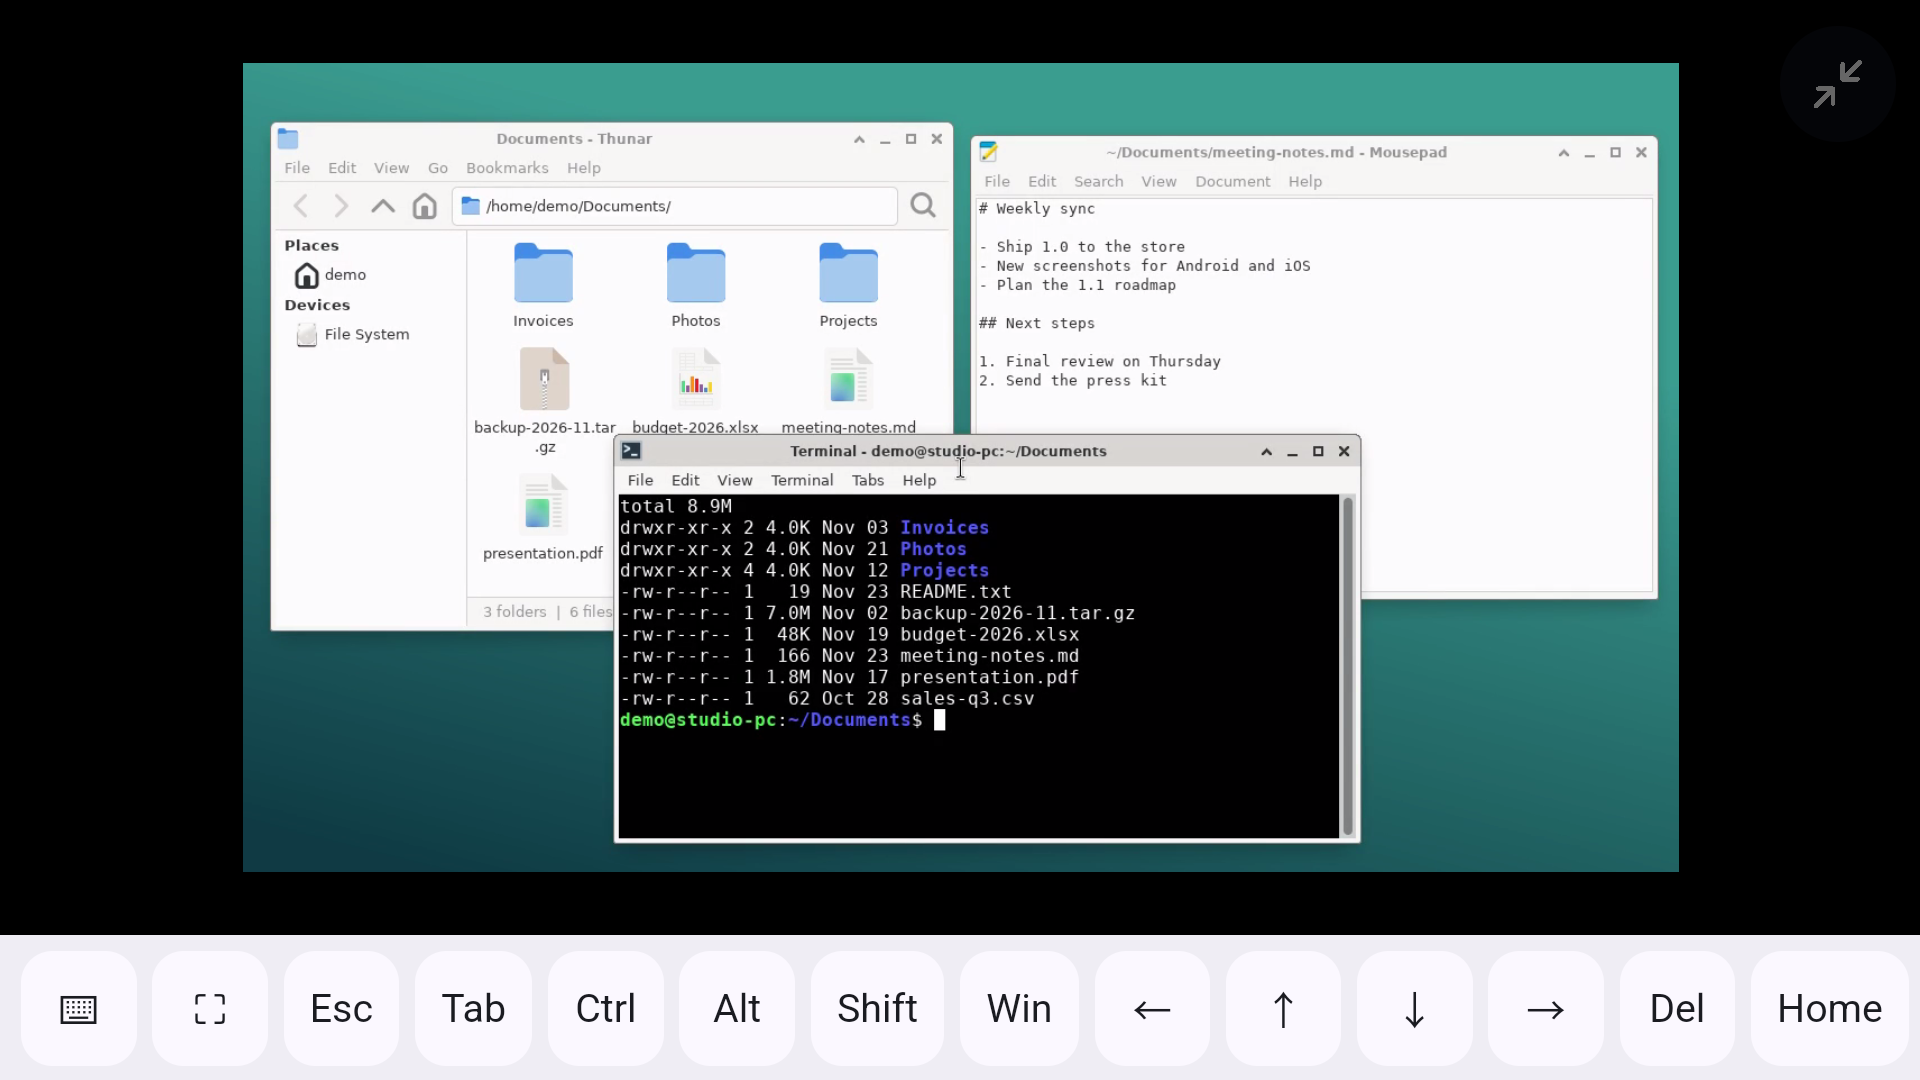 Documents - Thunar
File Edit View Go Bookmarks Help
/home/demo/Documents/
Places
demo
Devices
File System
Invoices Photos Projects
backup-2026-11.tar
.gz
budget-2026.xlsx
meeting-notes.md
presentation.pdf
3 folders | 6 files
~/Documents/meeting-notes.md - Mousepad
File Edit Search View Document Help
# Weekly sync
- Ship 1.0 to the store
- New screenshots for Android and iOS
- Plan the 1.1 roadmap
## Next steps
1. Final review on Thursday
2. Send the press kit
Terminal - demo@studio-pc:~/Documents
File Edit View Terminal Tabs Help
total 8.9M
drwxr-xr-x 2 4.0K Nov 03 Invoices
drwxr-xr-x 2 4.0K Nov 21 Photos
drwxr-xr-x 4 4.0K Nov 12 Projects
-rw-r--r-- 1   19 Nov 23 README.txt
-rw-r--r-- 1 7.0M Nov 02 backup-2026-11.tar.gz
-rw-r--r-- 1  48K Nov 19 budget-2026.xlsx
-rw-r--r-- 1  166 Nov 23 meeting-notes.md
-rw-r--r-- 1 1.8M Nov 17 presentation.pdf
-rw-r--r-- 1   62 Oct 28 sales-q3.csv
demo@studio-pc:~/Documents$
Esc Tab Ctrl Alt Shift Win ← ↑ ↓ → Del Home